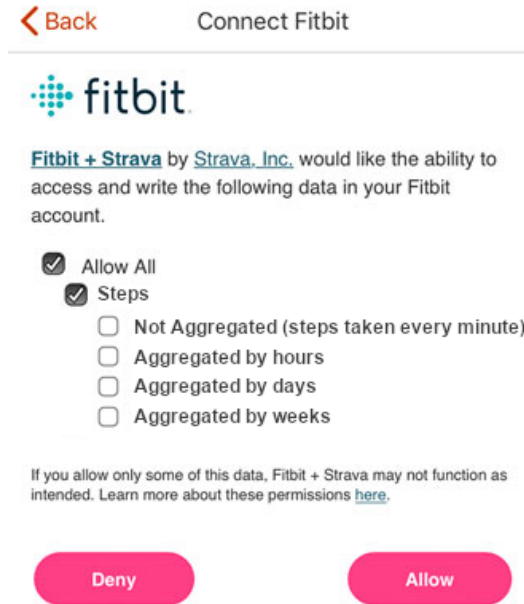 Back Connect Fitbit
fitbit
Fitbit + Strava by Strava, Inc. would like the ability to
access and write the following data in your Fitbit
account.
Allow All
Steps
Not Aggregated (steps taken every minute)
Aggregated by hours
Aggregated by days
Aggregated by weeks
If you allow only some of this data, Fitbit + Strava may not function as
intended. Learn more about these permissions here.
Deny Allow